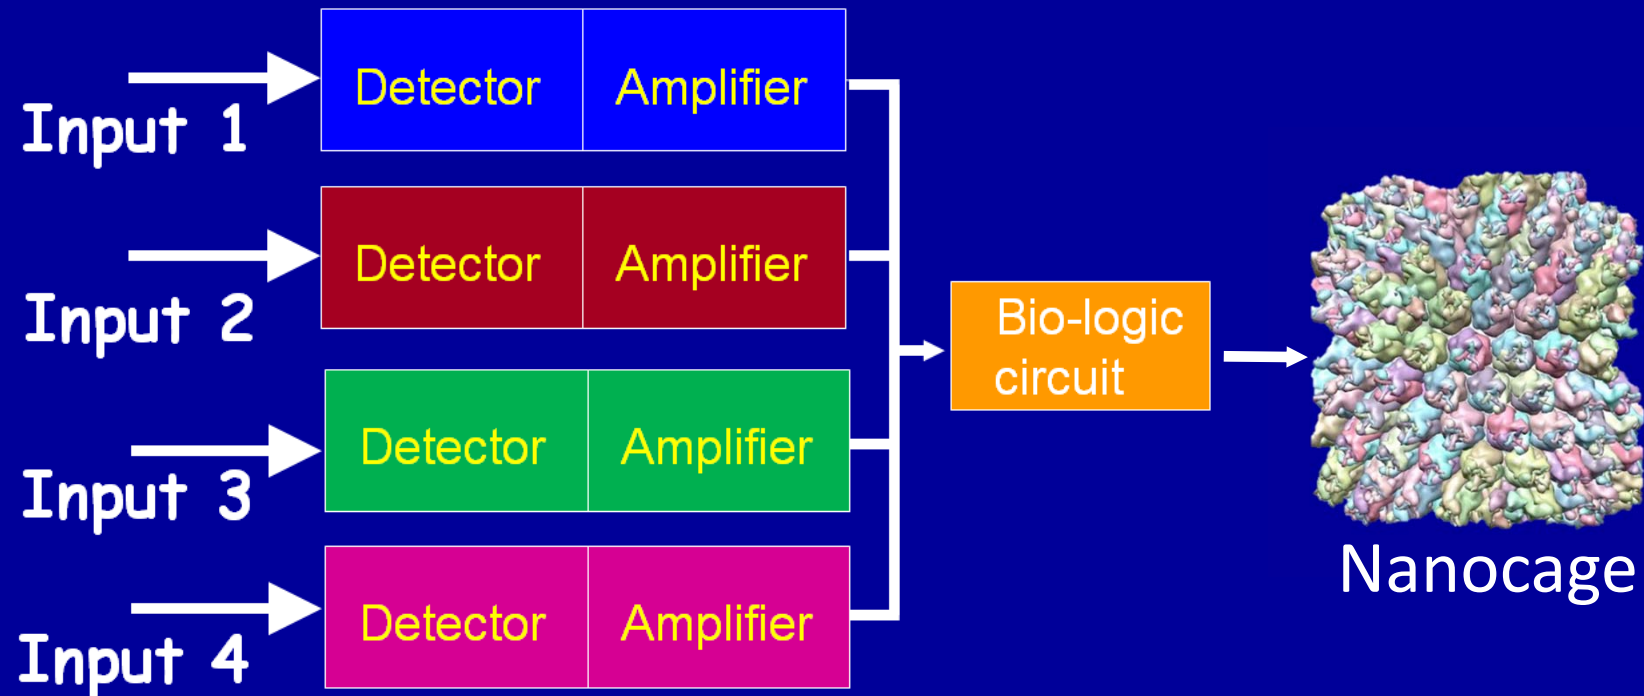 Input 1
Detector
Amplifier
Input 2
Detector
Amplifier
Input 3
Detector
Amplifier
Input 4
Detector
Amplifier
Bio-logic
circuit
Nanocage